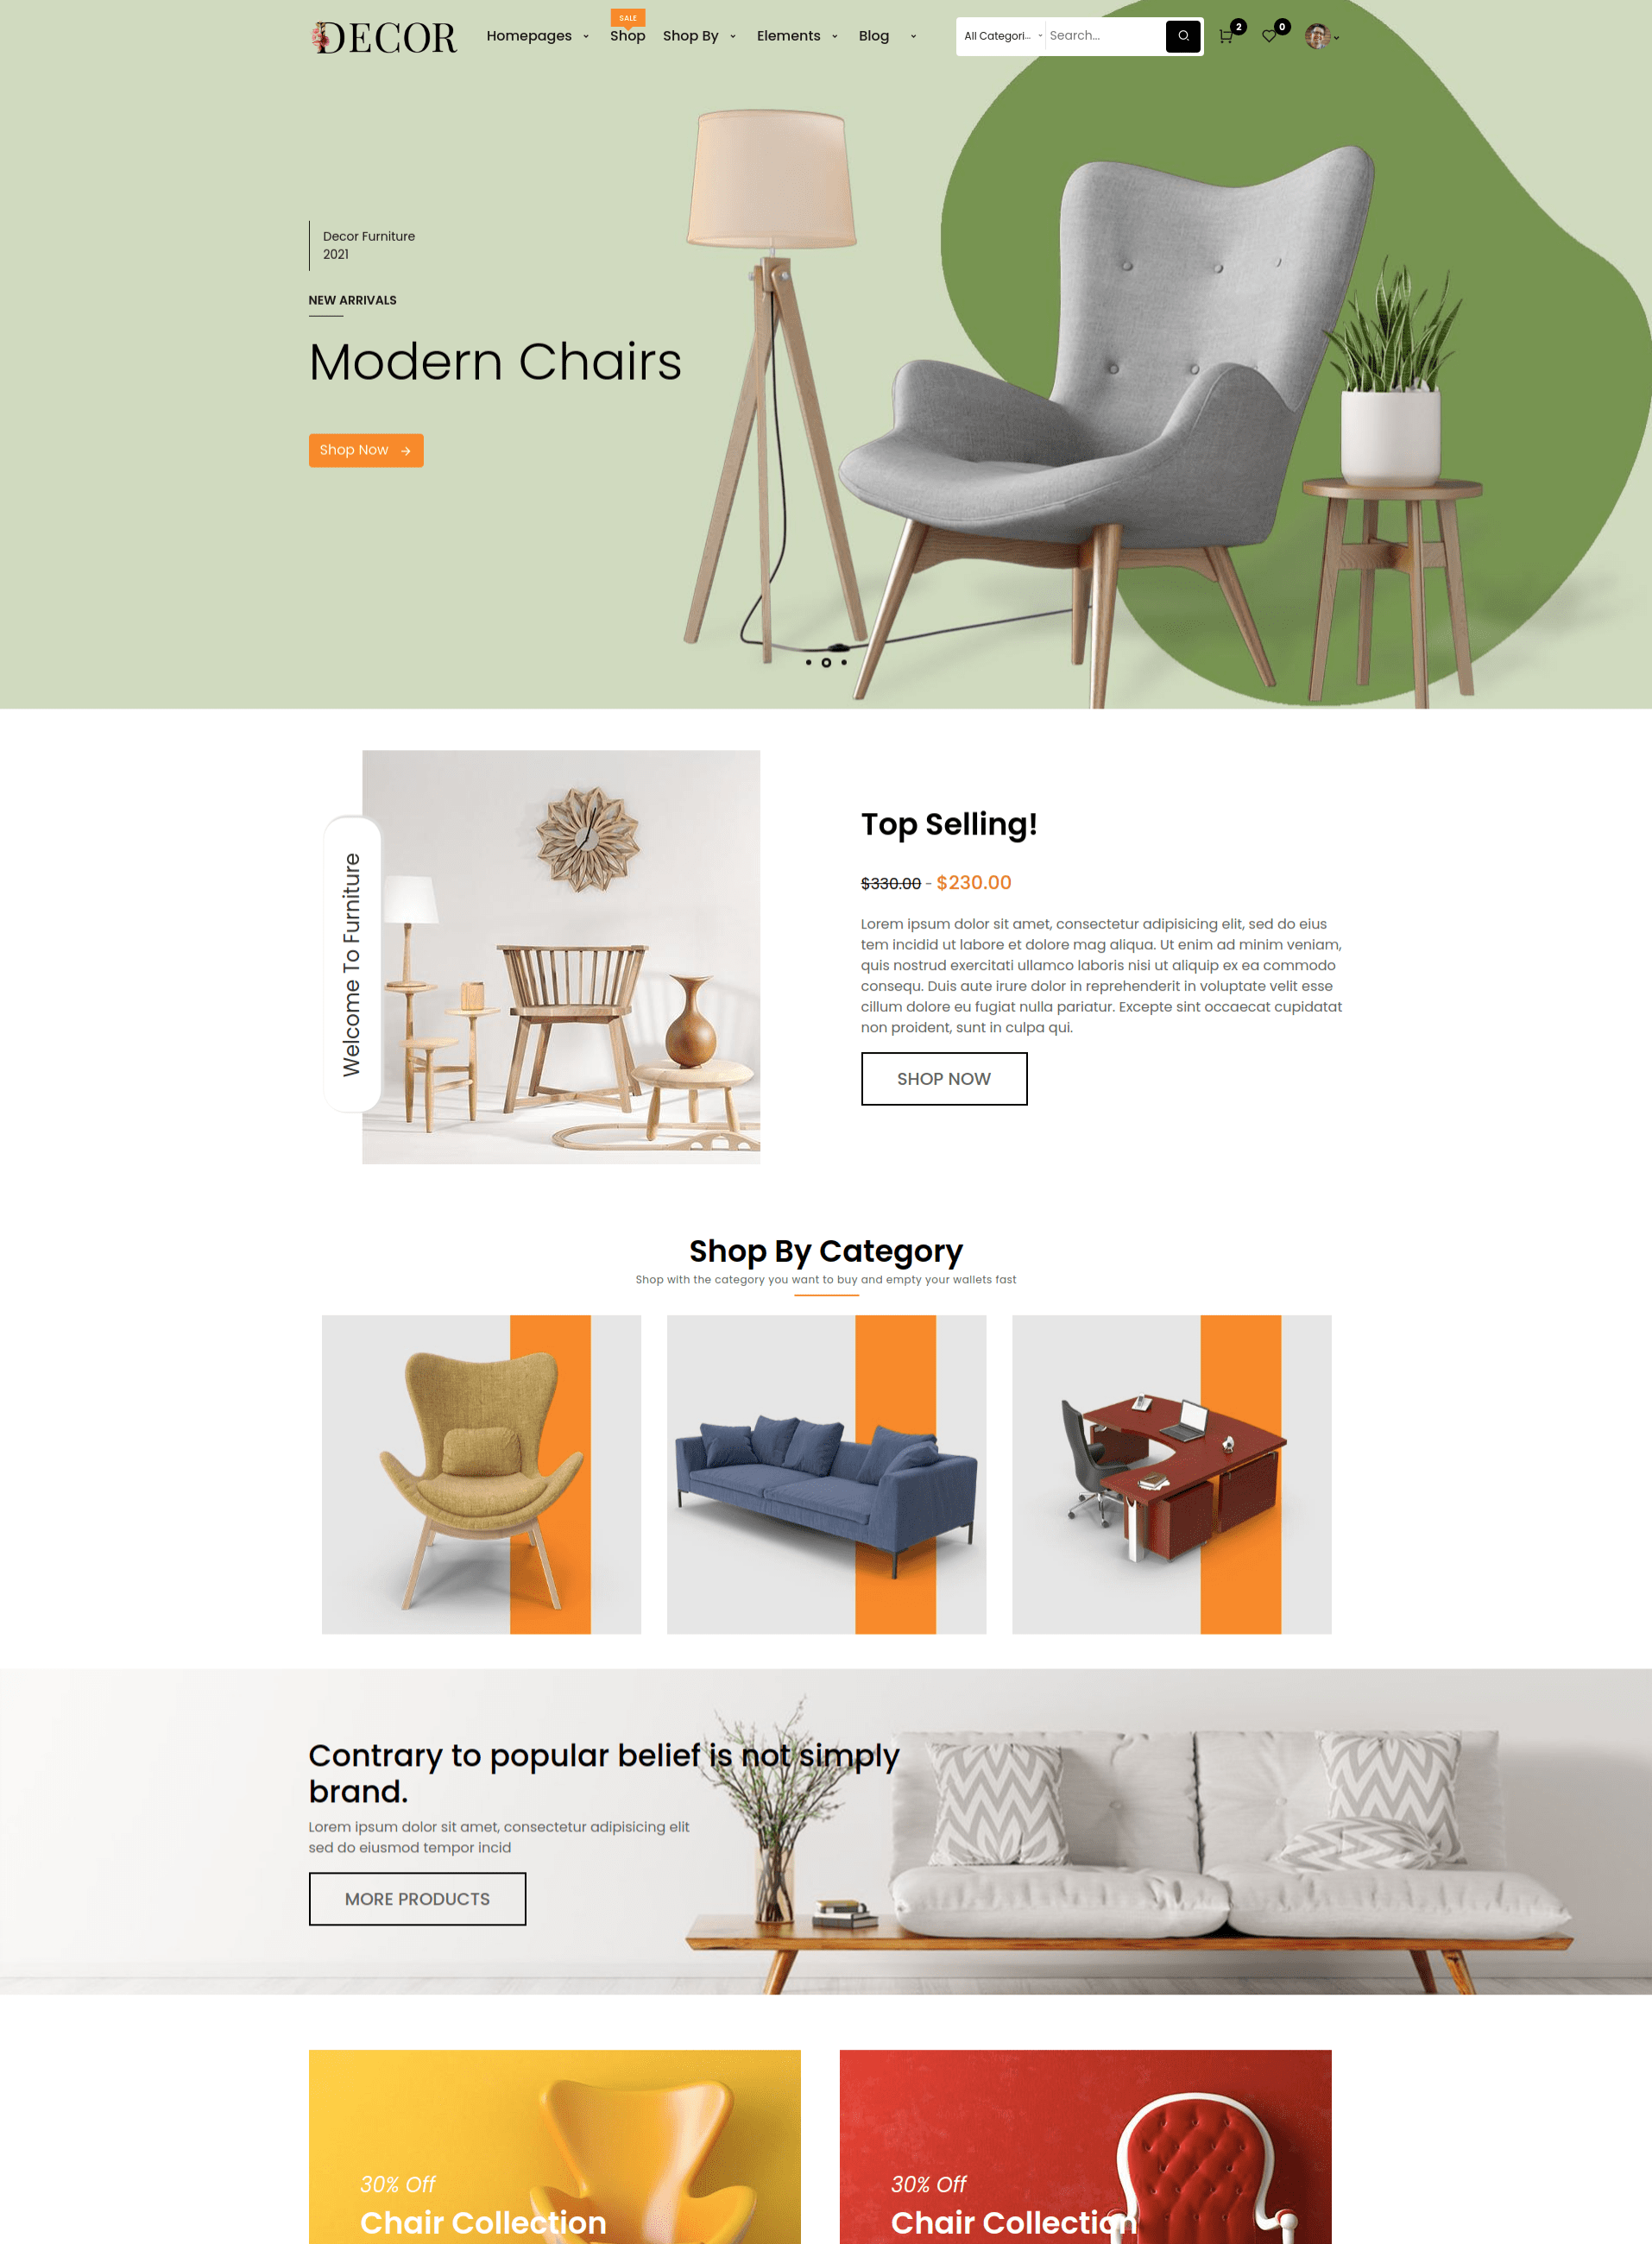 DECOR
Homepages
SALE
Shop
Shop By
Elements
Blog
All Categori...
Search...
2
0
Decor Furniture
2021
NEW ARRIVALS
Modern Chairs
Shop Now
Welcome To Furniture
Top Selling!
$330.00 - $230.00
Lorem ipsum dolor sit amet, consectetur adipisicing elit, sed do eius
tem incidid ut labore et dolore mag aliqua. Ut enim ad minim veniam,
quis nostrud exercitati ullamco laboris nisi ut aliquip ex ea commodo
consequ. Duis aute irure dolor in reprehenderit in voluptate velit esse
cillum dolore eu fugiat nulla pariatur. Excepte sint occaecat cupidatat
non proident, sunt in culpa qui.
SHOP NOW
Shop By Category
Shop with the category you want to buy and empty your wallets fast
Contrary to popular belief is not simply
brand.
Lorem ipsum dolor sit amet, consectetur adipisicing elit
sed do eiusmod tempor incid
MORE PRODUCTS
30% Off
Chair Collection
30% Off
Chair Collection